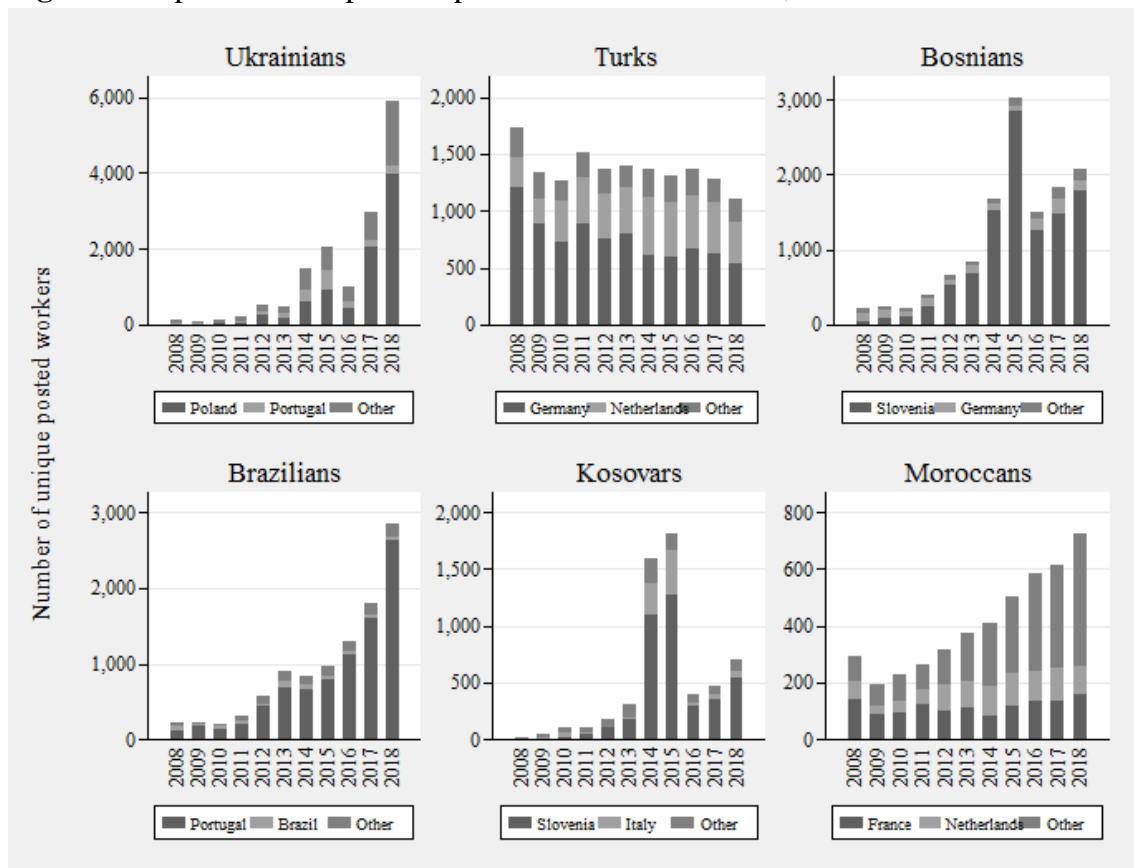 Ukrainians
6,000
4,000
2,000
0
2008 2009 2010 2011 2012 2013 2014 2015 2016 2017 2018
Poland Portugal Other
Turks
2,000
1,500
1,000
500
0
2008 2009 2010 2011 2012 2013 2014 2015 2016 2017 2018
Germany Netherlands Other
Bosnians
3,000
2,000
1,000
0
2008 2009 2010 2011 2012 2013 2014 2015 2016 2017 2018
Slovenia Germany Other
Number of unique posted workers
Brazilians
3,000
2,000
1,000
0
2008 2009 2010 2011 2012 2013 2014 2015 2016 2017 2018
Portugal Brazil Other
Kosovars
2,000
1,500
1,000
500
0
2008 2009 2010 2011 2012 2013 2014 2015 2016 2017 2018
Slovenia Italy Other
Moroccans
800
600
400
200
0
2008 2009 2010 2011 2012 2013 2014 2015 2016 2017 2018
France Netherlands Other